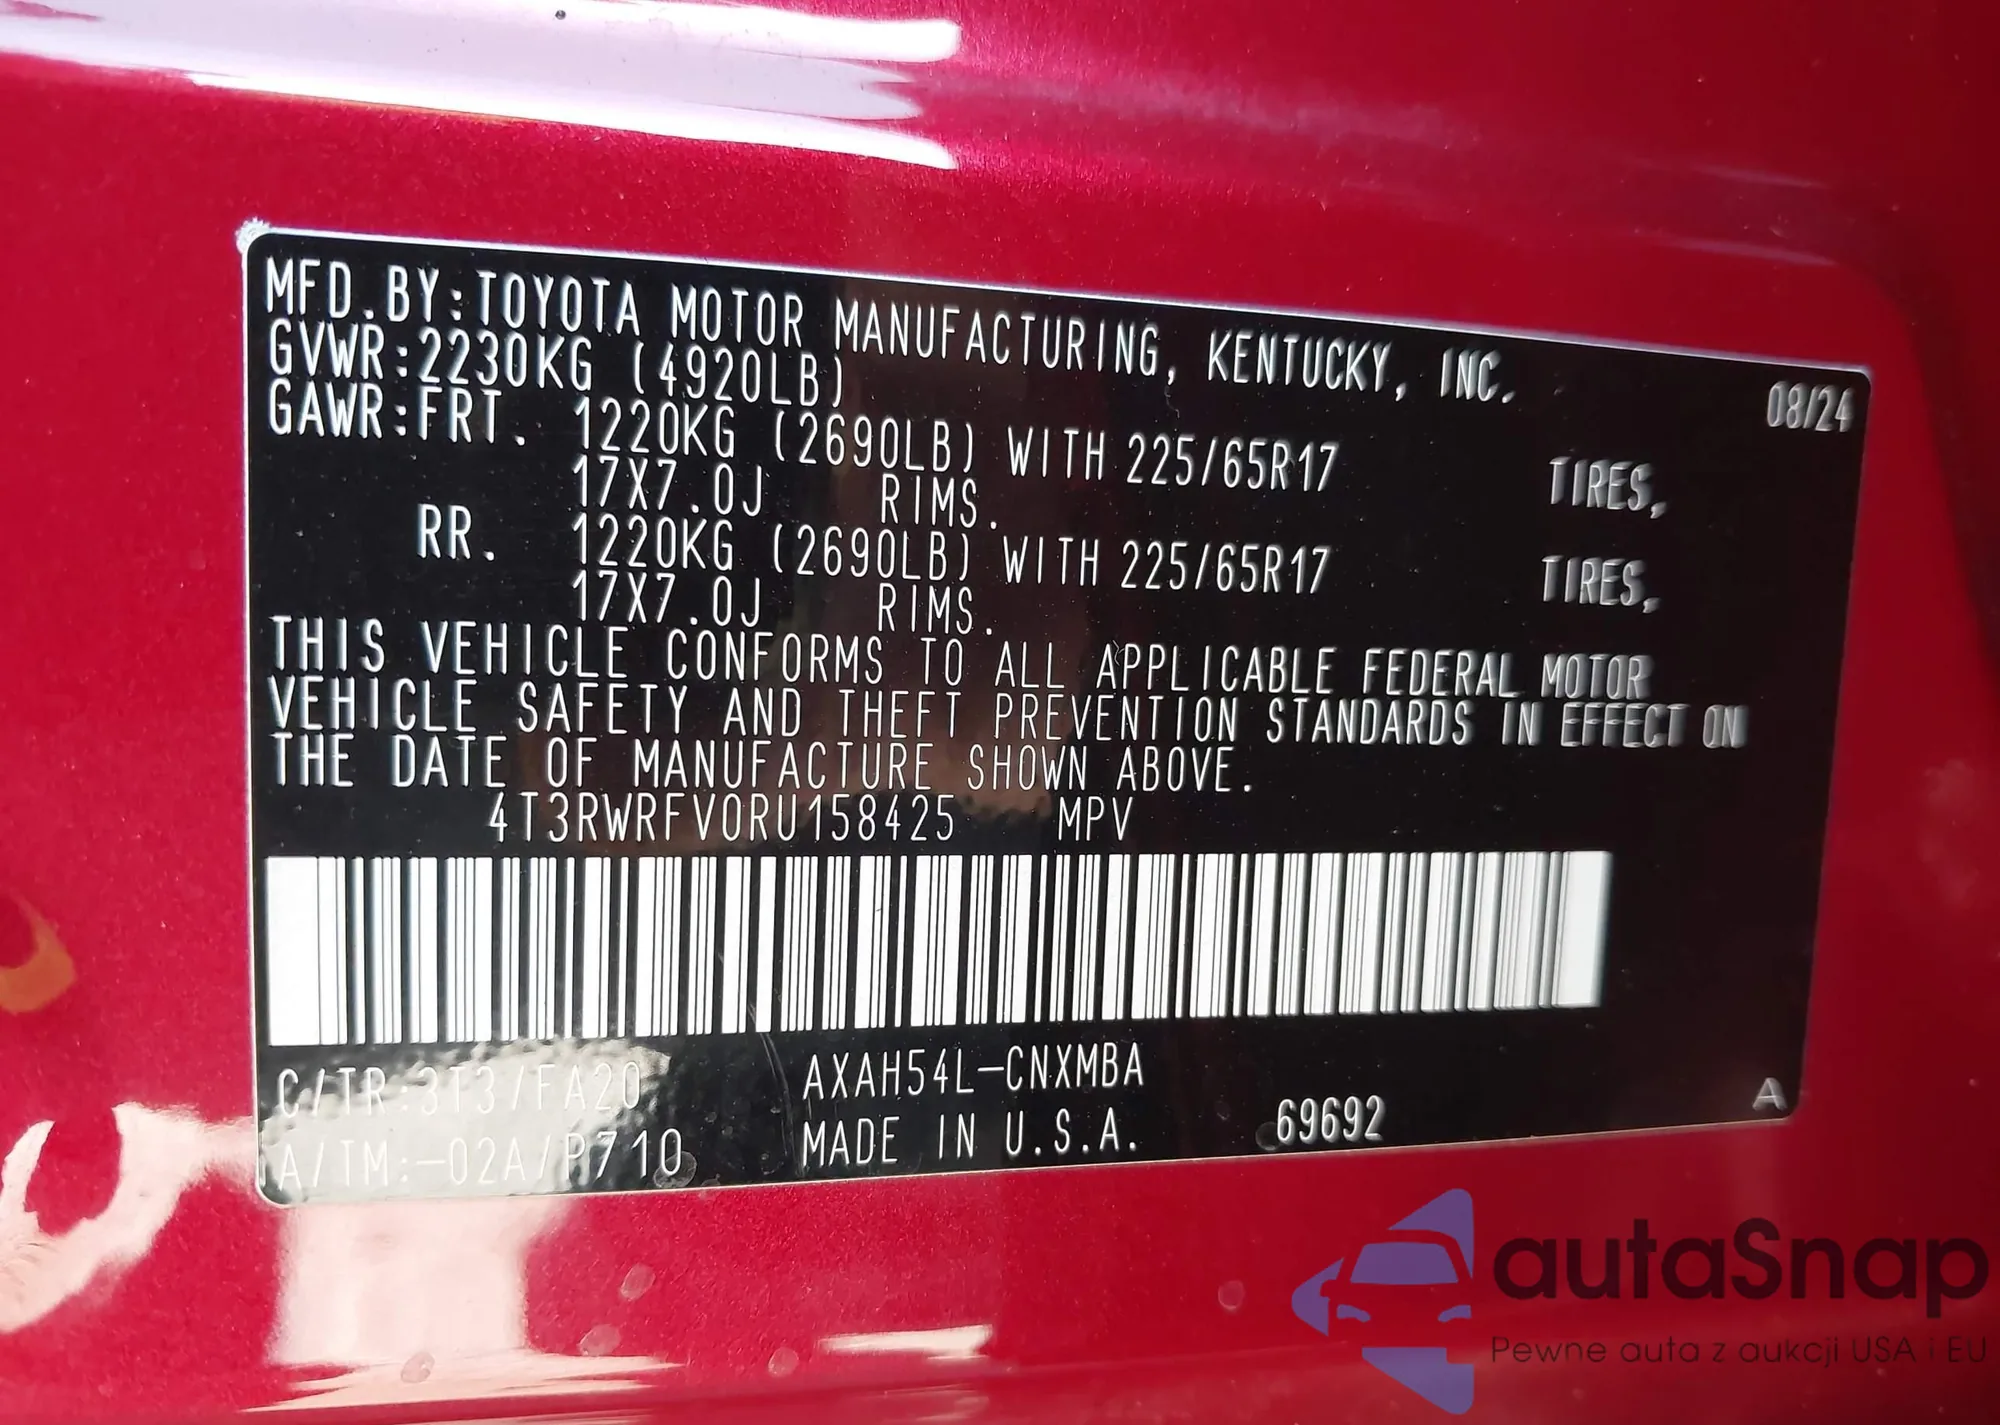 MFD.BY:TOYOTA MOTOR MANUFACTURING, KENTUCKY, INC. 08/24
GVWR:2230KG (4920LB)
GAWR:FRT. 1220KG (2690LB) WITH 225/65R17 TIRES,
17X7.0J RIMS.
RR. 1220KG (2690LB) WITH 225/65R17 TIRES,
17X7.0J RIMS.
THIS VEHICLE CONFORMS TO ALL APPLICABLE FEDERAL MOTOR
VEHICLE SAFETY AND THEFT PREVENTION STANDARDS IN EFFECT ON
THE DATE OF MANUFACTURE SHOWN ABOVE.
4T3RWRFV0RU158425 MPV
C/TR:3T3/FA20 AXAH54L-CNXMBA
A/TM:-02A/P710 MADE IN U.S.A. 69692 A
autaSnap
Pewne auta z aukcji USA i EU